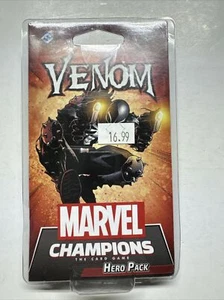 VENOM
16.99
MARVEL
CHAMPIONS
THE CARD GAME
HERO PACK